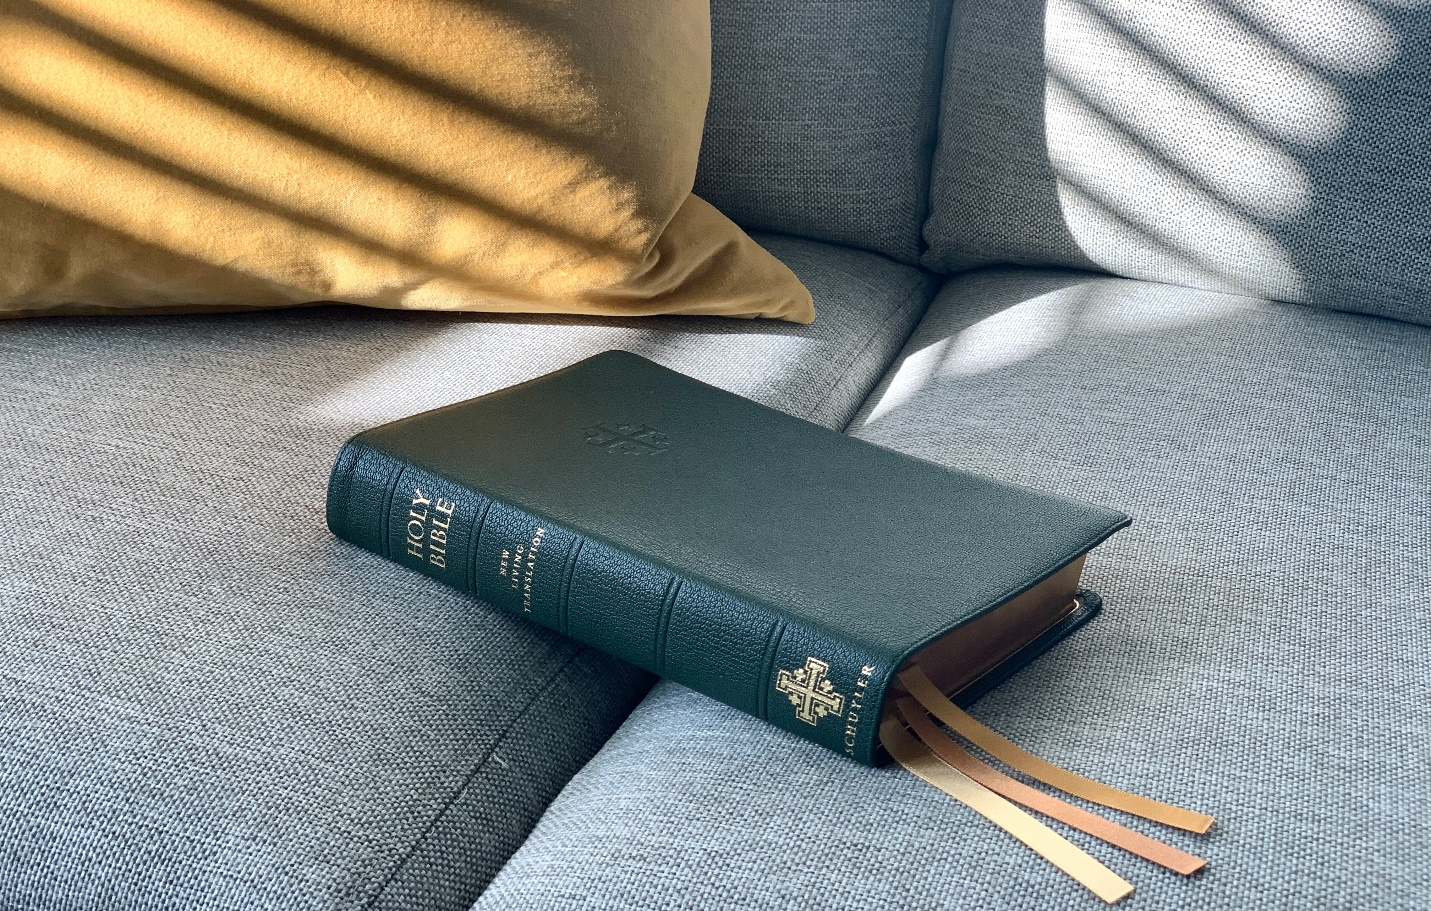 HOLY
BIBLE
NEW
LIVING
TRANSLATION
SCHUYLER